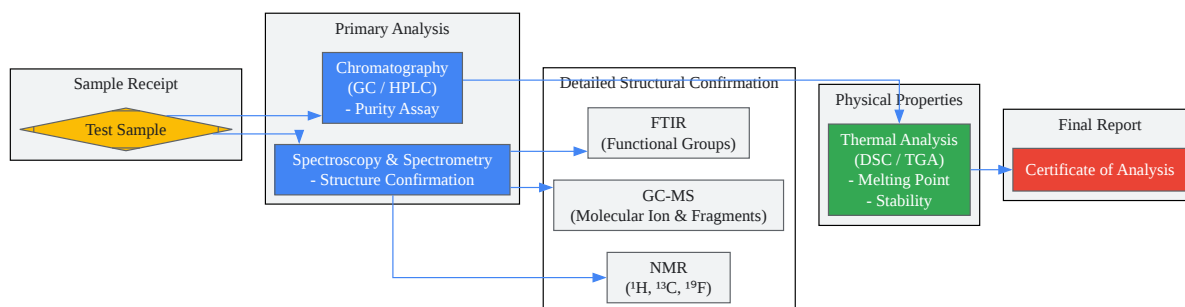 Sample Receipt
Test Sample
Primary Analysis
Chromatography
(GC / HPLC)
- Purity Assay
Spectroscopy & Spectrometry
- Structure Confirmation
Detailed Structural Confirmation
FTIR
(Functional Groups)
GC-MS
(Molecular Ion & Fragments)
NMR
(¹H, ¹³C, ¹⁹F)
Physical Properties
Thermal Analysis
(DSC / TGA)
- Melting Point
- Stability
Final Report
Certificate of Analysis